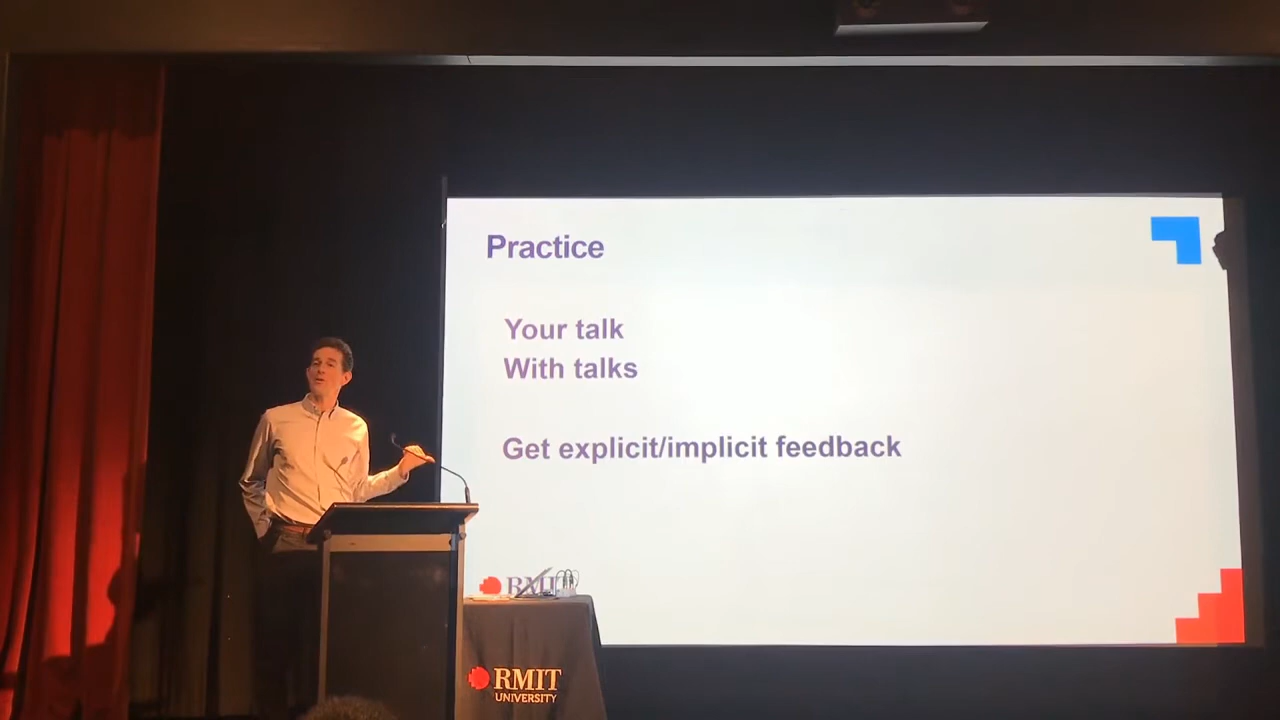 Practice
Your talk
With talks
Get explicit/implicit feedback
RMIT
RMIT
UNIVERSITY